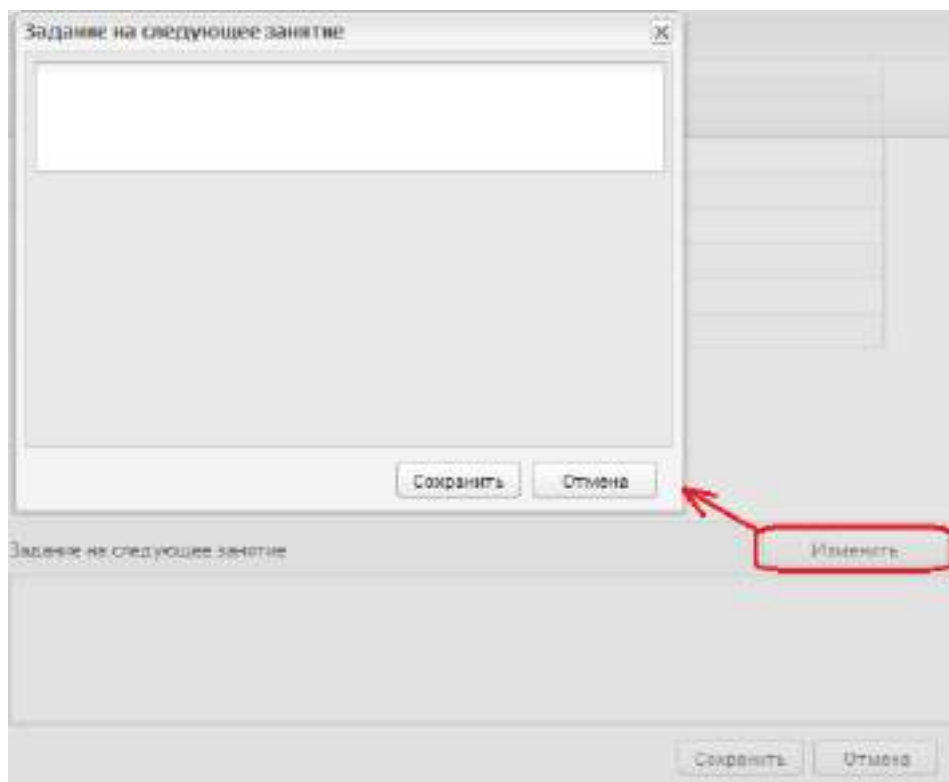 Задание на следующее занятие
Сохранить Отмена
Задание на следующее занятие Изменить
Сохранить Отмена